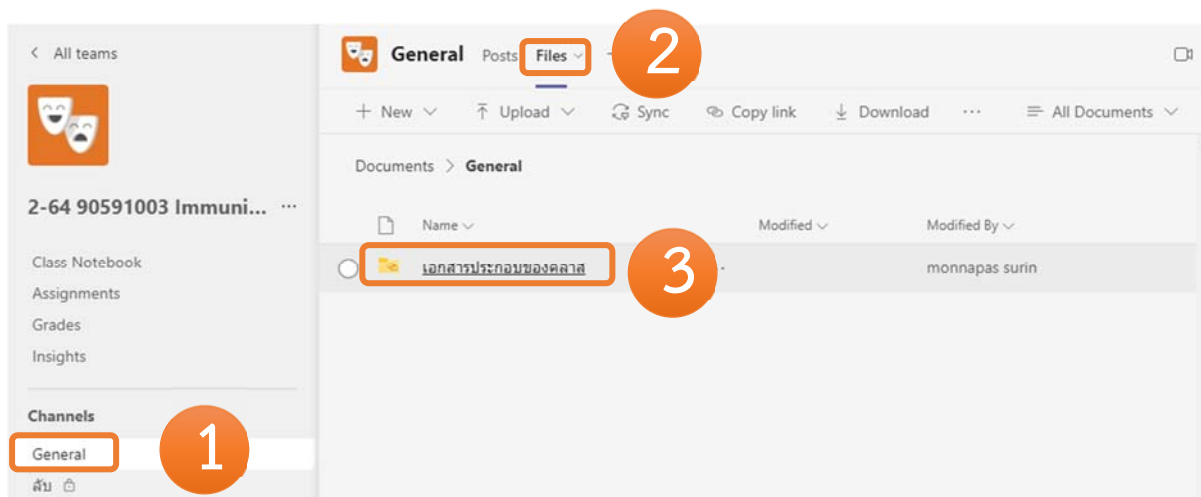 All teams
2-64 90591003 Immuni... ...
Class Notebook
Assignments
Grades
Insights
Channels
General
ลับ
1
General Posts Files
2
New Upload Sync Copy link Download ... All Documents
Documents > General
Name Modified Modified By
เอกสารประกอบของคลาส monnapas surin
3